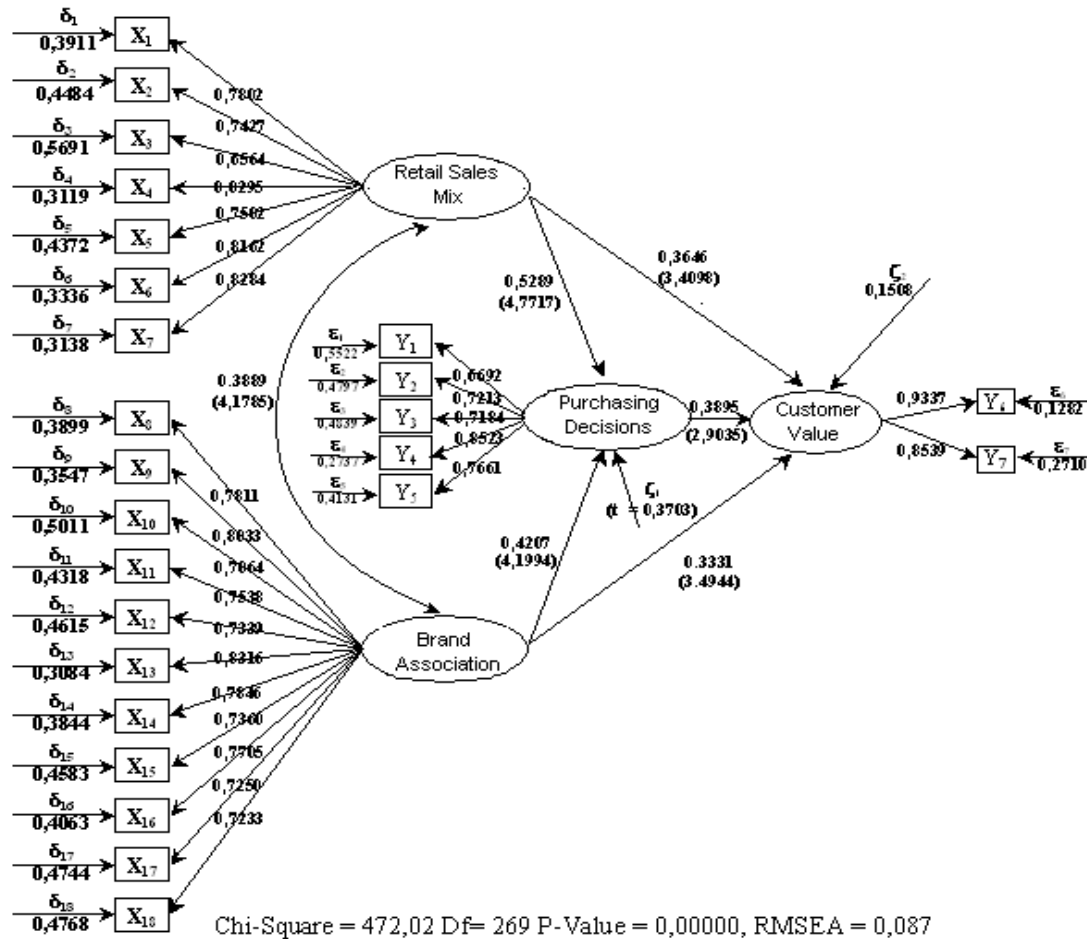 δ1
0,3911
X1
δ2
0,4484
X2
δ3
0,5691
X3
δ4
0,3119
X4
δ5
0,4372
X5
δ6
0,3336
X6
δ7
0,3138
X7
0,7802
0,7427
0,6564
0,8295
0,7502
0,8162
0,8284
Retail Sales
Mix
0,3646
(3,4098)
0,5289
(4,7717)
ζ2
0,1508
0.3889
(4,1785)
ε1
0,5522
Y1
ε2
0,4797
Y2
ε3
0,4839
Y3
ε4
0,2737
Y4
ε5
0,4131
Y5
0,6692
0,7213
0,7184
0,8523
0,7661
Purchasing
Decisions
0,3895
(2,9035)
Customer
Value
0,9337
0,8539
Y6
0,1282
Y7
ε7
0,2710
ζ1
(t = 0,3703)
0,4207
(4,1994)
0.3331
(3.4944)
δ8
0,3899
X8
δ9
0,3547
X9
δ10
0,5011
X10
δ11
0,4318
X11
δ12
0,4615
X12
δ13
0,3084
X13
δ14
0,3844
X14
δ15
0,4583
X15
δ16
0,4063
X16
δ17
0,4744
X17
δ18
0,4768
X18
0,7811
0,8033
0,7064
0,7538
0,7339
0,8316
0,7846
0,7360
0,7705
0,7250
0,7233
Brand
Association
Chi-Square = 472,02 Df= 269 P-Value = 0,00000, RMSEA = 0,087